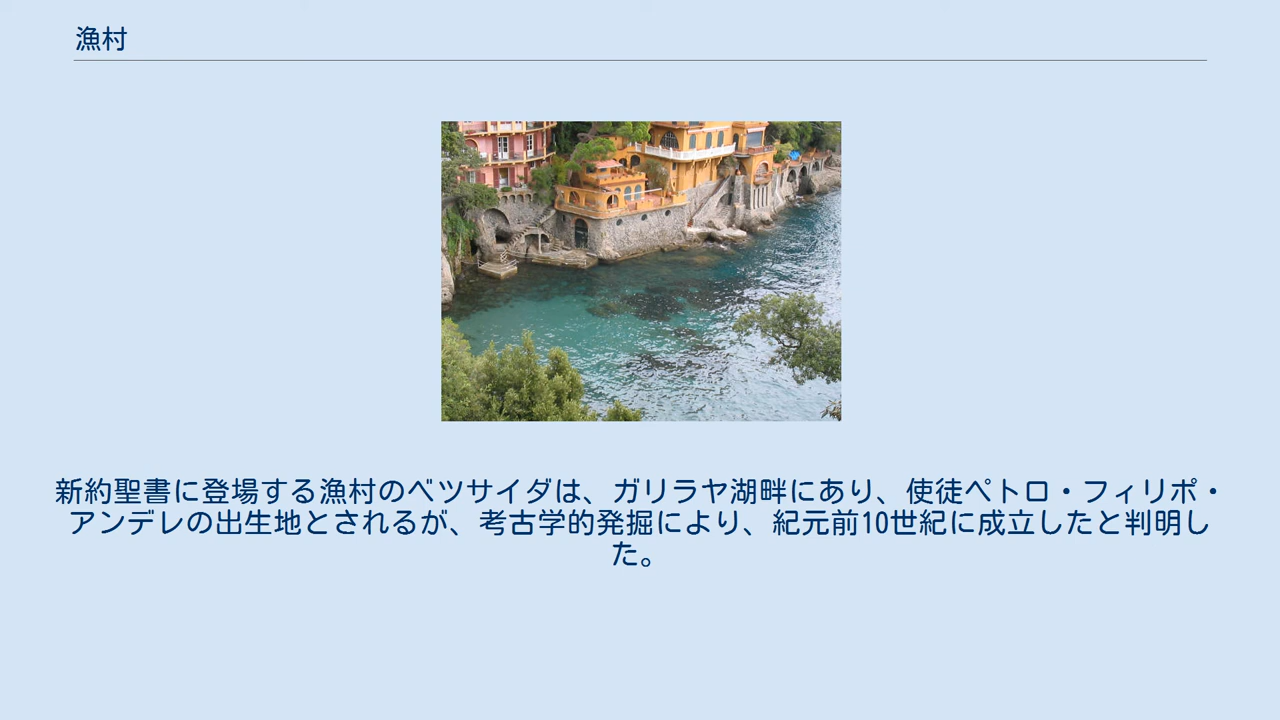 漁村
新約聖書に登場する漁村のベツサイダは、ガリラヤ湖畔にあり、使徒ペトロ・フィリポ・
アンデレの出生地とされるが、考古学的発掘により、紀元前10世紀に成立したと判明し
た。